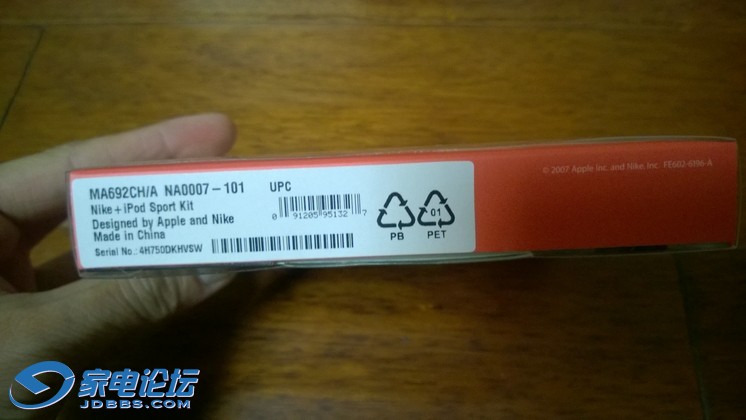 MA692CH/A NA0007-101 UPC
Nike + iPod Sport Kit
Designed by Apple and Nike
Made in China
Serial No.: 4H750DKHVSW
0 91205 95132 7
PB
01
PET
© 2007 Apple Inc. and Nike, Inc. FE602-6186-A
家电论坛
JDBBS.COM